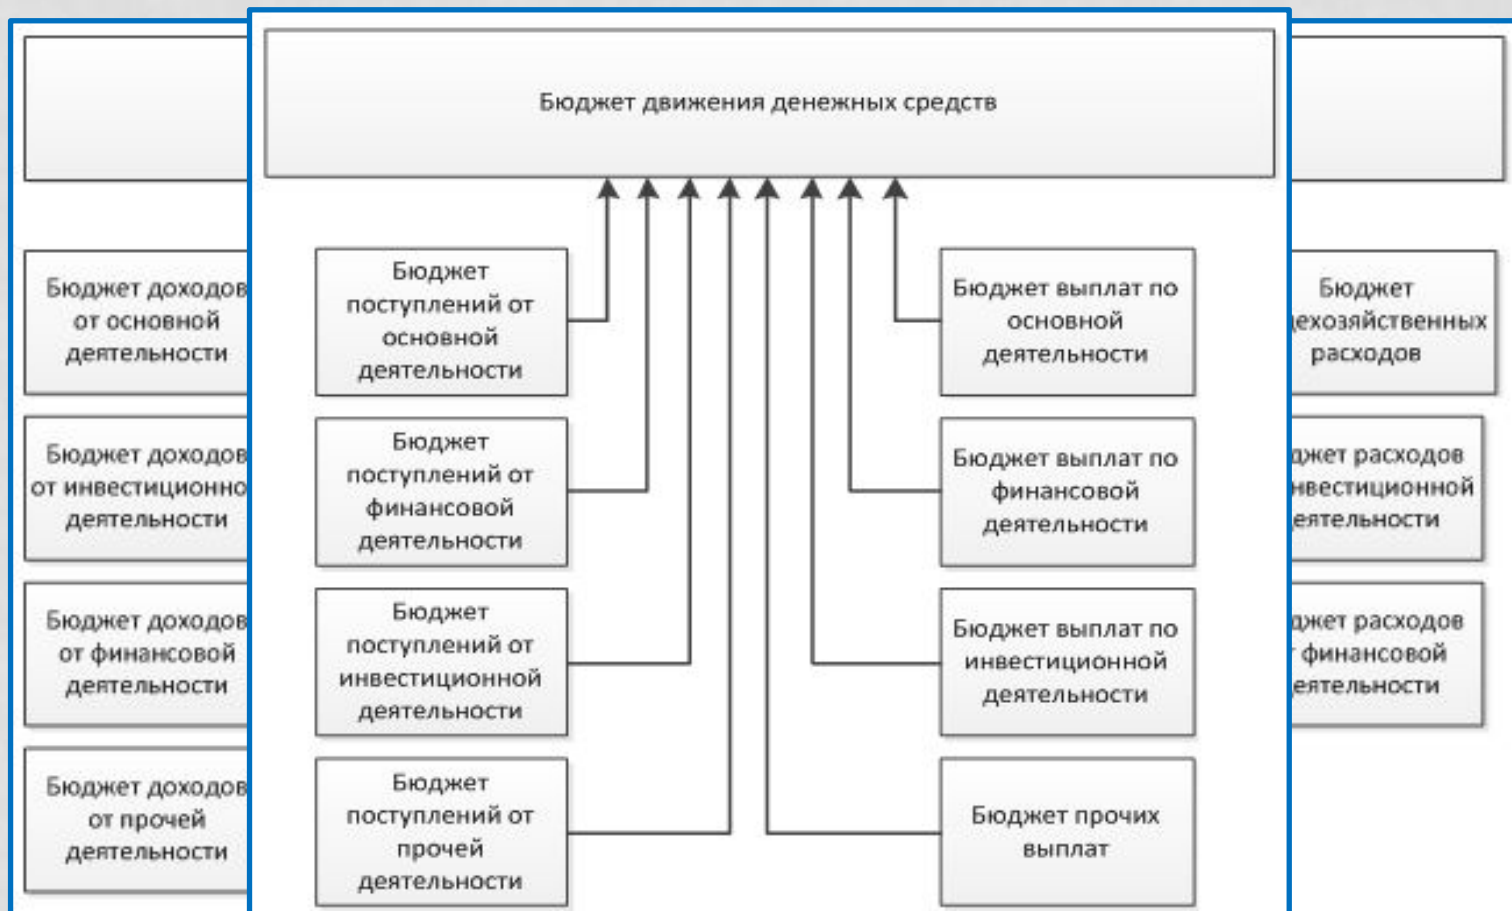 Бюджет движения денежных средств
Бюджет доходов
от основной
деятельности
Бюджет доходов
деятельности
Бюджет доходов
от финансовой
деятельности
Бюджет доходов
от прочей
деятельности
Бюджет
поступлений от
основной
деятельности
Бюджет
поступлений от
финансовой
деятельности
Бюджет
поступлений от
инвестиционной
деятельности
Бюджет
поступлений от
прочей
деятельности
Бюджет выплат по
основной
деятельности
Бюджет выплат по
финансовой
деятельности
Бюджет выплат по
инвестиционной
деятельности
Бюджет прочих
выплат
Бюджет
расходов
расходов
расходов
финансовой